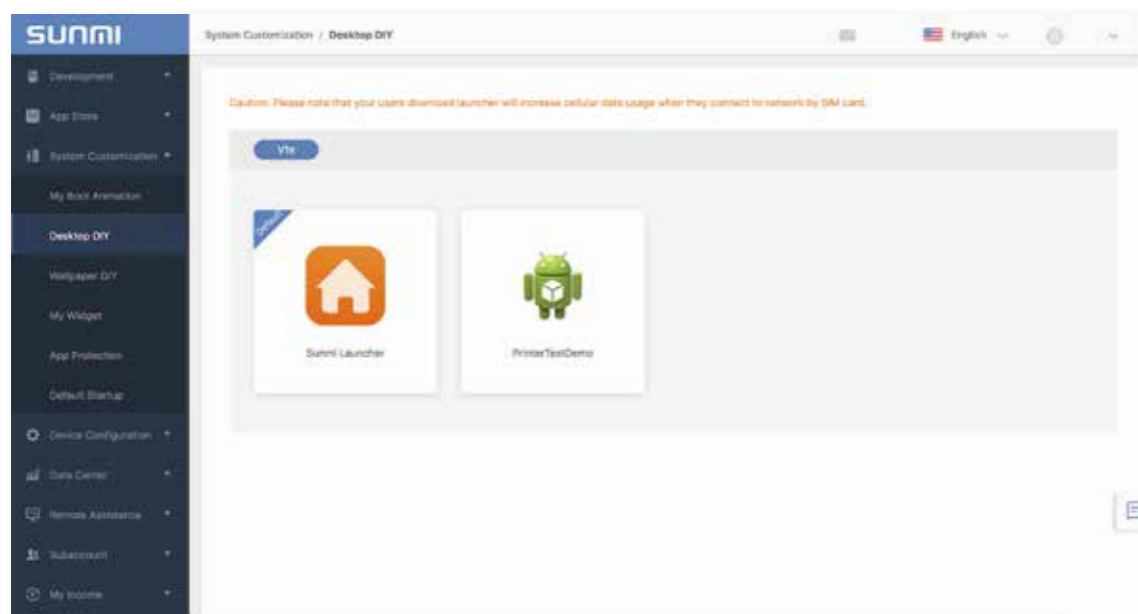 SUNMI
System Customization / Desktop DIY
English
Development
App Store
System Customization
My Boot Animation
Desktop DIY
Wallpaper DIY
My Widget
App Protection
Default Startup
Device Configuration
Data Center
Remote Assistance
Subaccount
My Income
Caution: Please note that your users download launcher will increase cellular data usage when they connect to network by SIM card.
V1s
Default
Sunmi Launcher
PrinterTestDemo